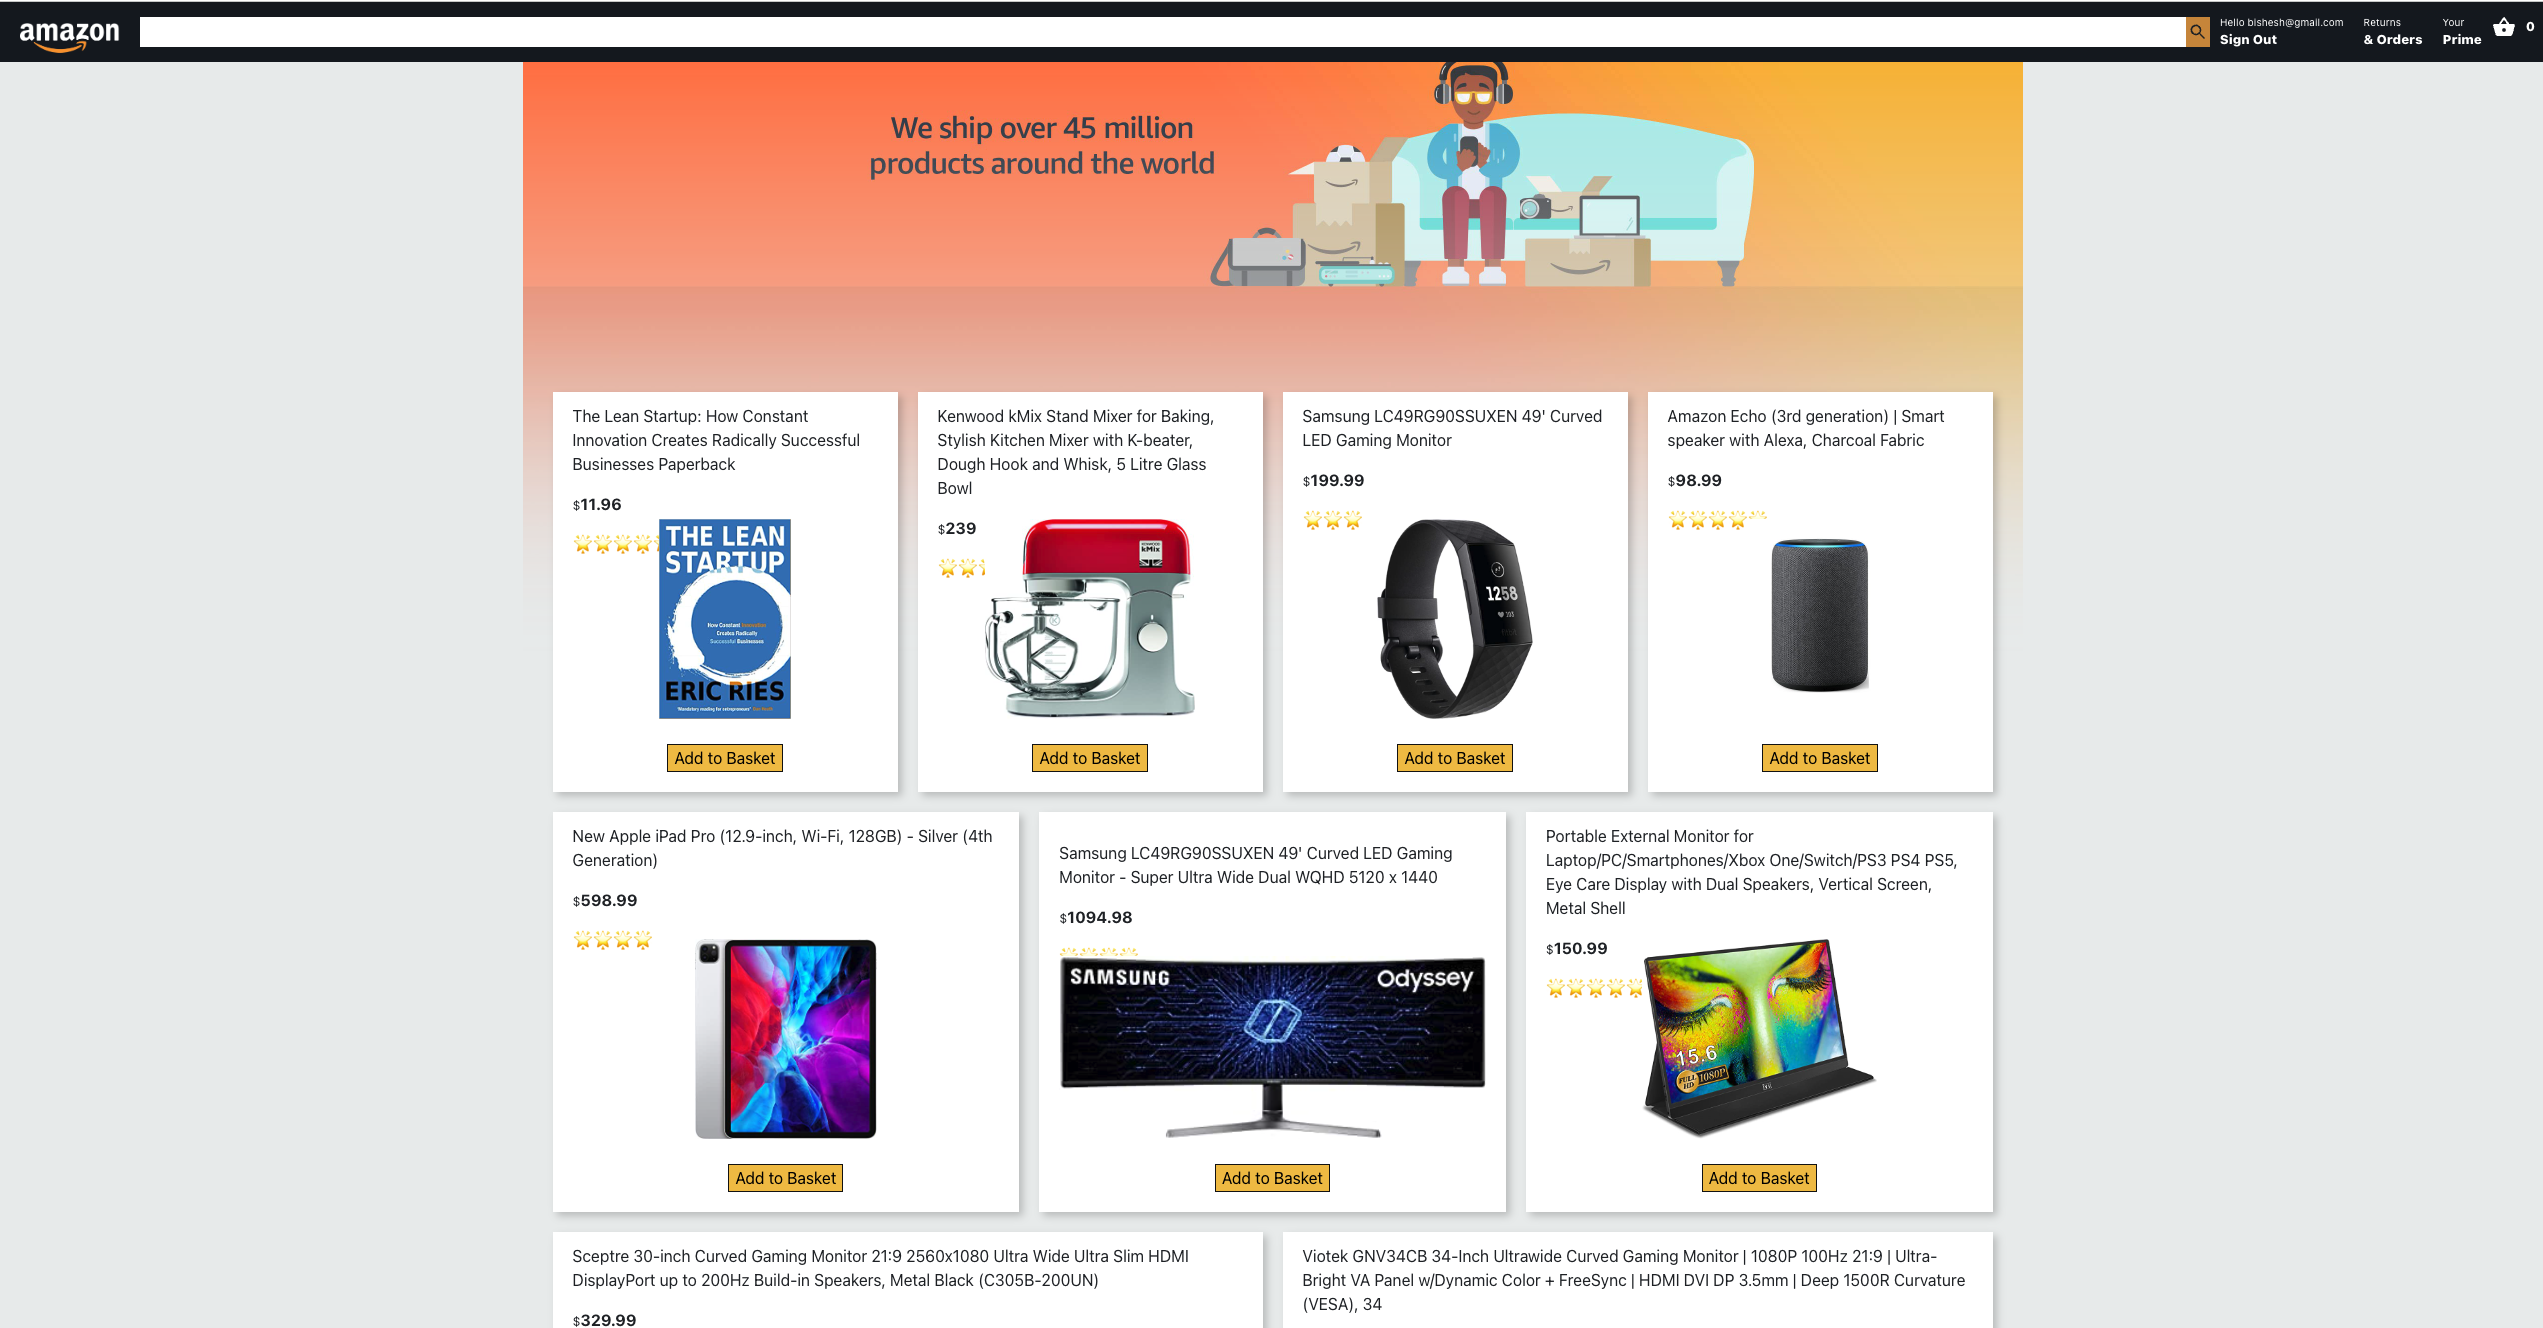 amazon
Hello bishesh@gmail.com
Sign Out
Returns
& Orders
Your
Prime
0
We ship over 45 million
products around the world
The Lean Startup: How Constant
Innovation Creates Radically Successful
Businesses Paperback
$11.96
THE LEAN
STARTUP
How Constant Innovation
Creates Radically
Successful Businesses
ERIC RIES
Add to Basket
Kenwood kMix Stand Mixer for Baking,
Stylish Kitchen Mixer with K-beater,
Dough Hook and Whisk, 5 Litre Glass
Bowl
$239
KENWOOD
kMix
Add to Basket
Samsung LC49RG90SSUXEN 49' Curved
LED Gaming Monitor
$199.99
1258
Add to Basket
Amazon Echo (3rd generation) | Smart
speaker with Alexa, Charcoal Fabric
$98.99
Add to Basket
New Apple iPad Pro (12.9-inch, Wi-Fi, 128GB) - Silver (4th
Generation)
$598.99
Add to Basket
Samsung LC49RG90SSUXEN 49' Curved LED Gaming
Monitor - Super Ultra Wide Dual WQHD 5120 x 1440
$1094.98
SAMSUNG
Odyssey
Add to Basket
Portable External Monitor for
Laptop/PC/Smartphones/Xbox One/Switch/PS3 PS4 PS5,
Eye Care Display with Dual Speakers, Vertical Screen,
Metal Shell
$150.99
15.6"
FULL HD 1080P
Add to Basket
Sceptre 30-inch Curved Gaming Monitor 21:9 2560x1080 Ultra Wide Ultra Slim HDMI
DisplayPort up to 200Hz Build-in Speakers, Metal Black (C305B-200UN)
$329.99
Viotek GNV34CB 34-Inch Ultrawide Curved Gaming Monitor | 1080P 100Hz 21:9 | Ultra-
Bright VA Panel w/Dynamic Color + FreeSync | HDMI DVI DP 3.5mm | Deep 1500R Curvature
(VESA), 34